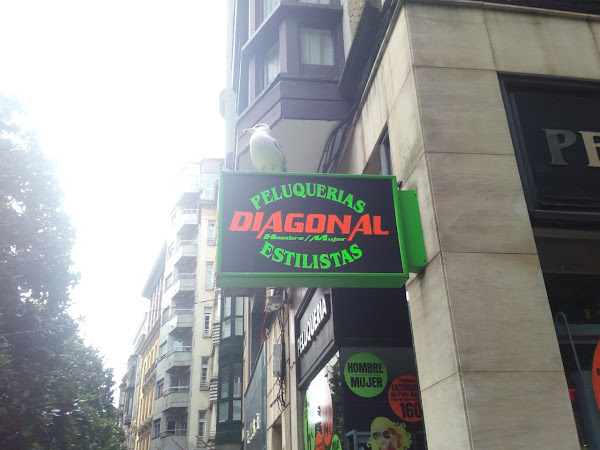 PELUQUERIAS
DIAGONAL
Hombre/Mujer
ESTILISTAS
PELUQUERIA
HOMBRE
MUJER
160